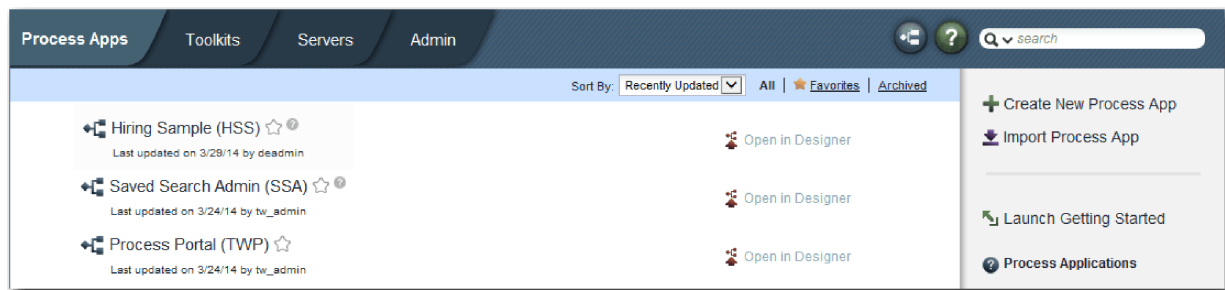 Process Apps Toolkits Servers Admin search
Sort By: Recently Updated All | Favorites | Archived
Create New Process App
Hiring Sample (HSS)
Last updated on 3/29/14 by deadmin
Open in Designer
Import Process App
Saved Search Admin (SSA)
Last updated on 3/24/14 by tw_admin
Open in Designer
Launch Getting Started
Process Portal (TWP)
Last updated on 3/24/14 by tw_admin
Open in Designer
Process Applications